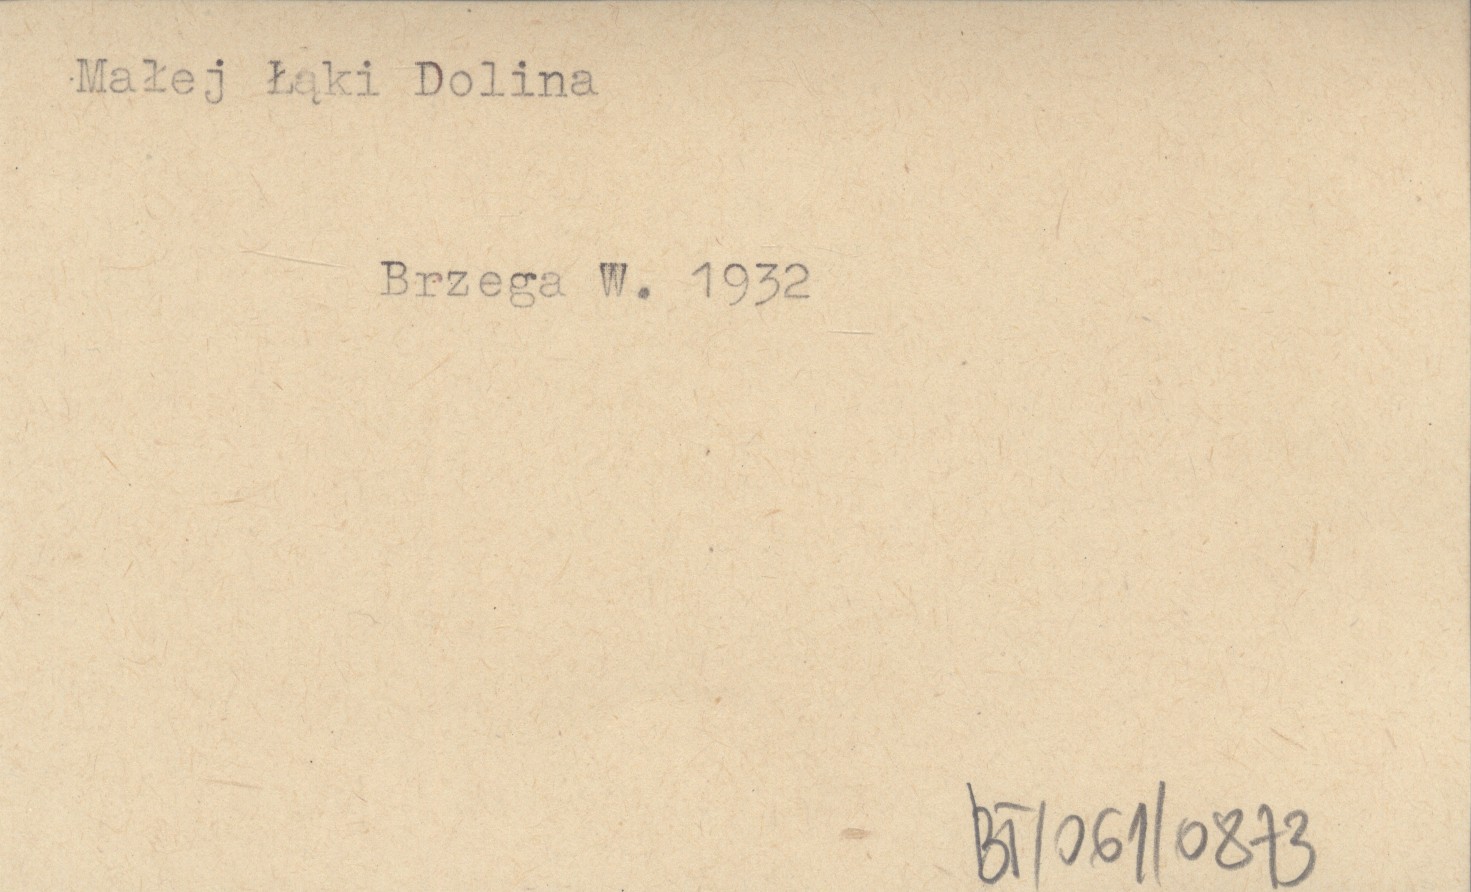 Małej Łąki Dolina
Brzega W. 1932
BT/061/0873